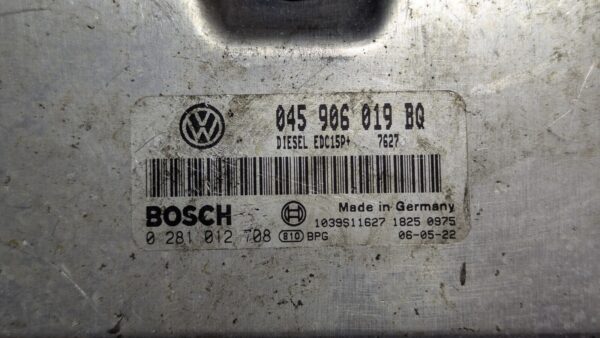 045 906 019 BQ
DIESEL EDC15P+ 7627
BOSCH
Made in Germany
1039S11627 1825 0975
0 281 012 708 810 BPG 06-05-22